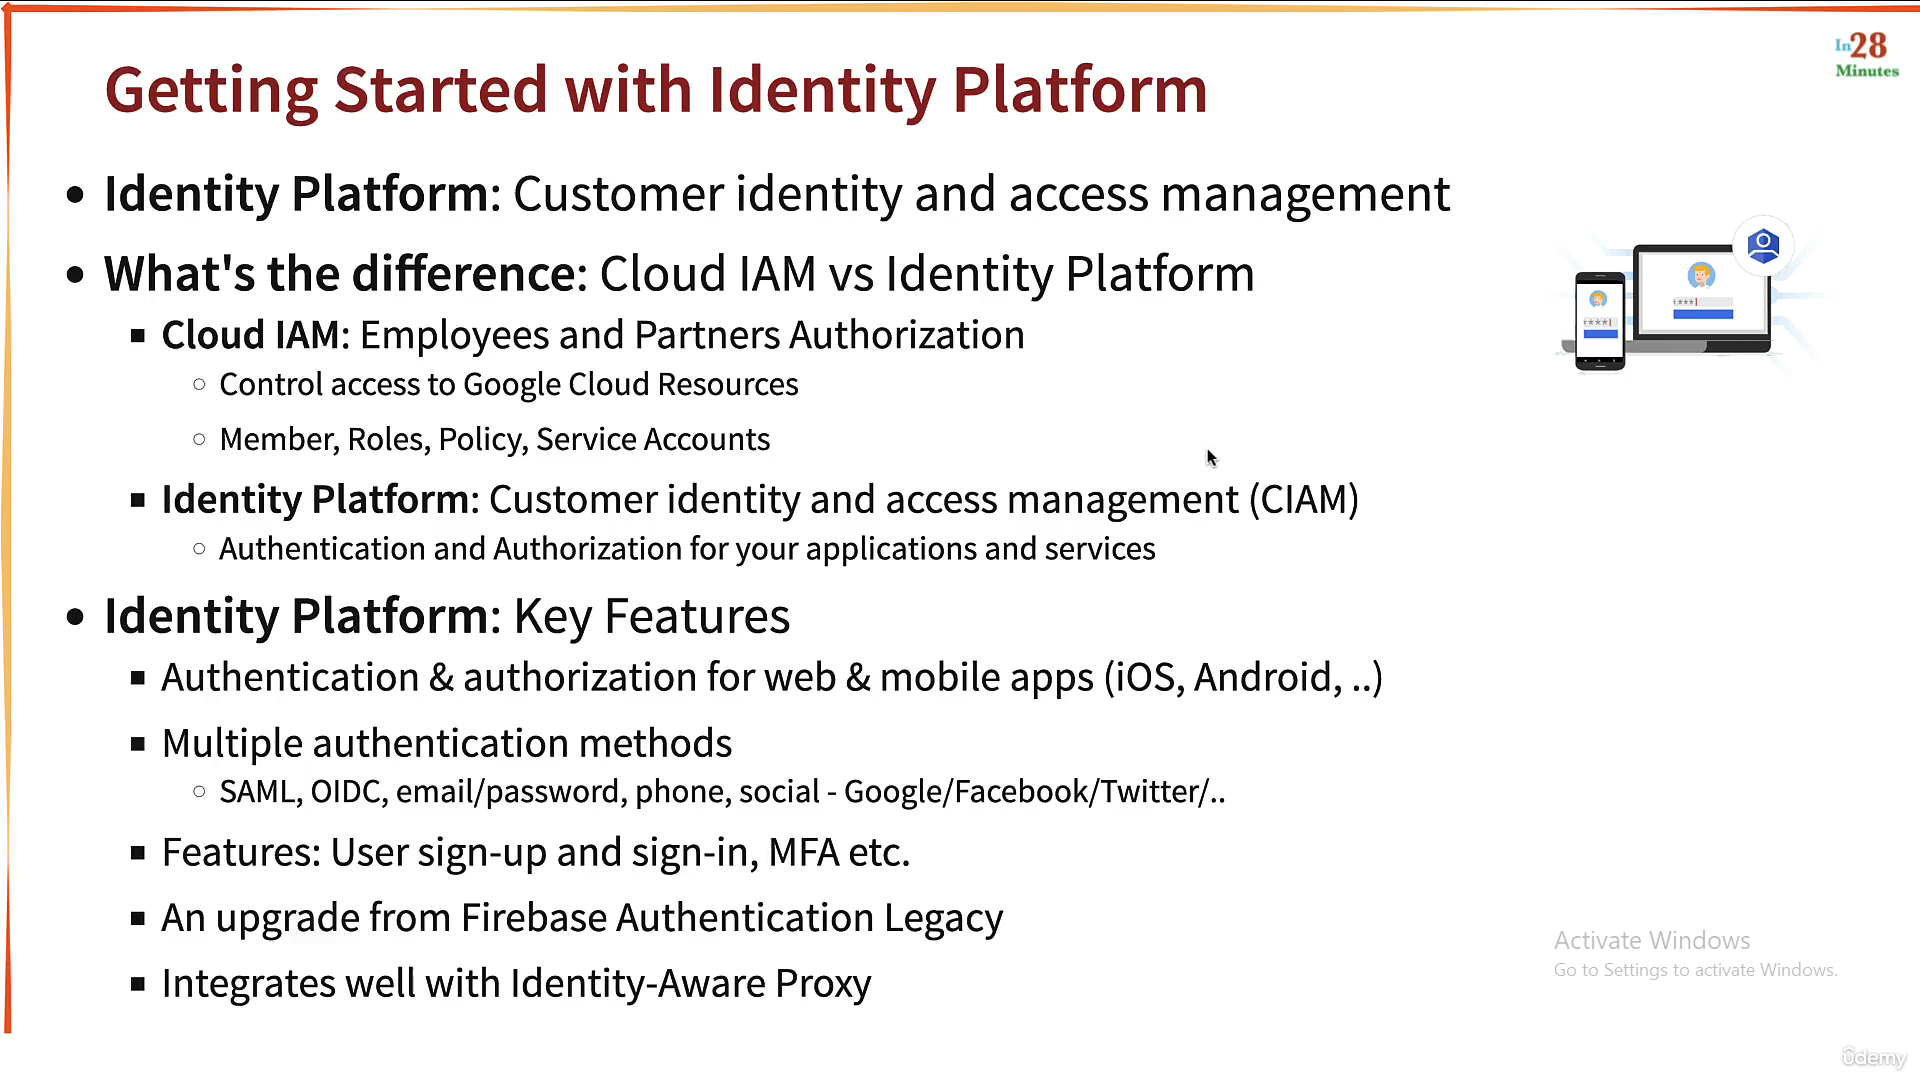 In28
Minutes
Getting Started with Identity Platform
Identity Platform: Customer identity and access management
What's the difference: Cloud IAM vs Identity Platform
Cloud IAM: Employees and Partners Authorization
Control access to Google Cloud Resources
Member, Roles, Policy, Service Accounts
Identity Platform: Customer identity and access management (CIAM)
Authentication and Authorization for your applications and services
Identity Platform: Key Features
Authentication & authorization for web & mobile apps (iOS, Android, ..)
Multiple authentication methods
SAML, OIDC, email/password, phone, social - Google/Facebook/Twitter/..
Features: User sign-up and sign-in, MFA etc.
An upgrade from Firebase Authentication Legacy
Integrates well with Identity-Aware Proxy
Activate Windows
Go to Settings to activate Windows.
ûdemy